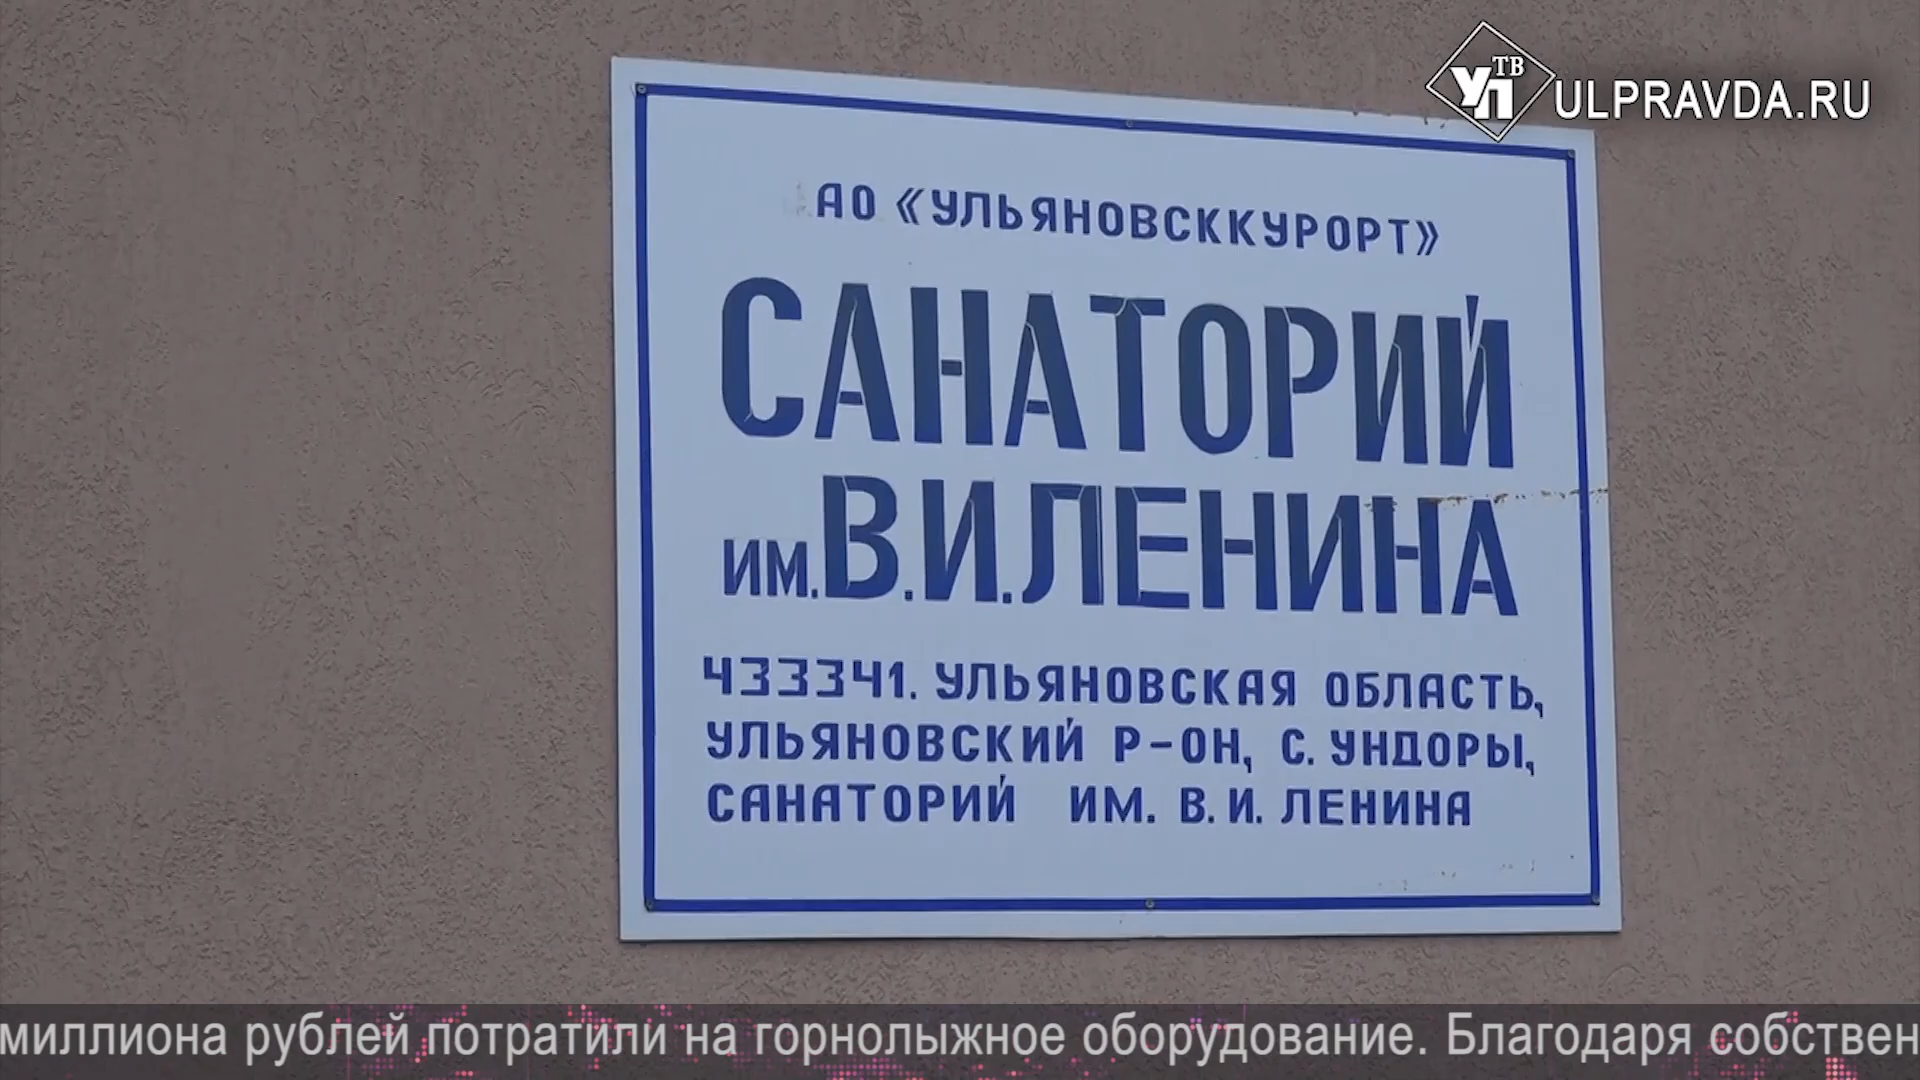 УП ТВ ULPRAVDA.RU
АО «УЛЬЯНОВСККУРОРТ»
САНАТОРИЙ
ИМ. В.И.ЛЕНИНА
433341. УЛЬЯНОВСКАЯ ОБЛАСТЬ,
УЛЬЯНОВСКИЙ Р-ОН, С. УНДОРЫ,
САНАТОРИЙ ИМ. В. И. ЛЕНИНА
миллиона рублей потратили на горнолыжное оборудование. Благодаря собствен